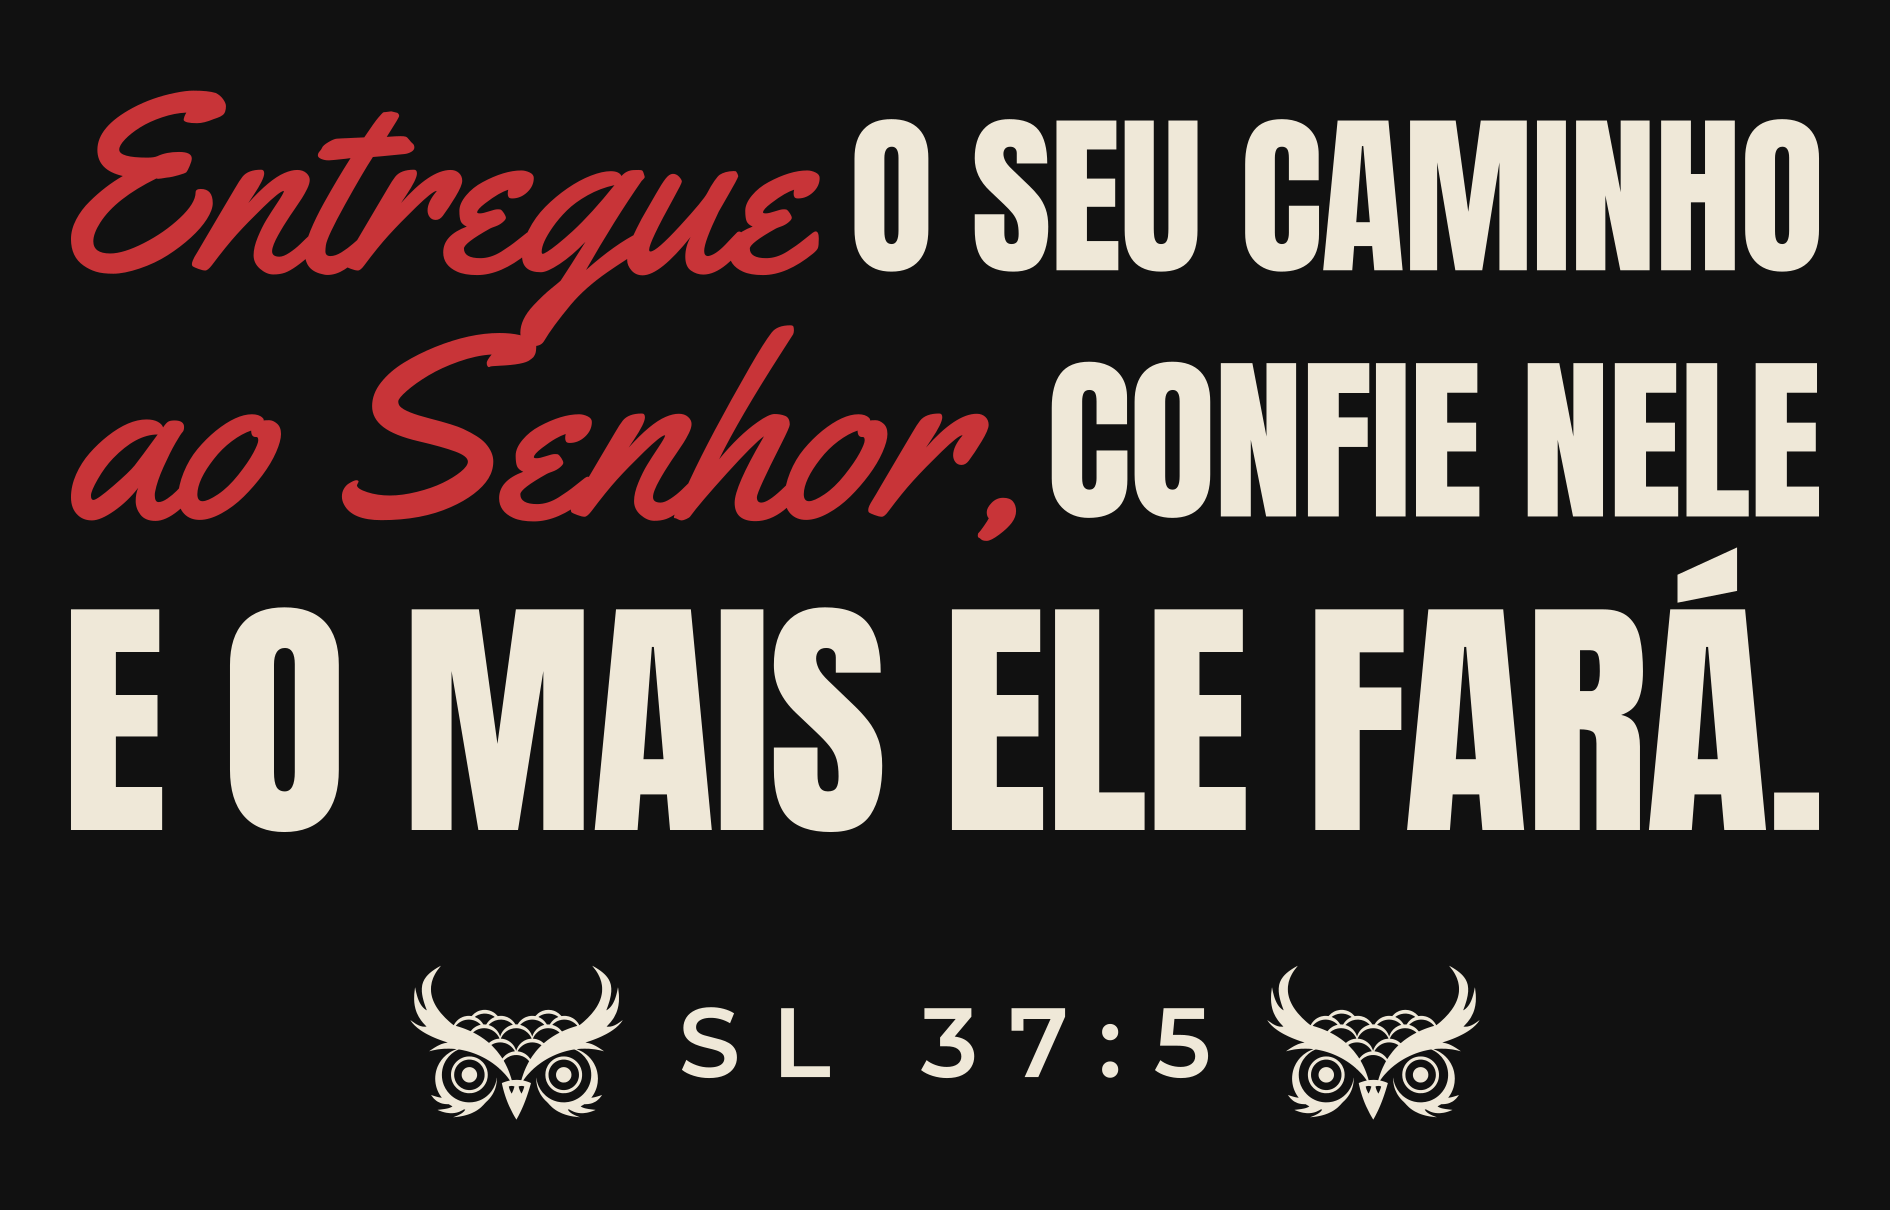 Entregue O SEU CAMINHO
ao Senhor, CONFIE NELE
E O MAIS ELE FARÁ.
SL 37:5